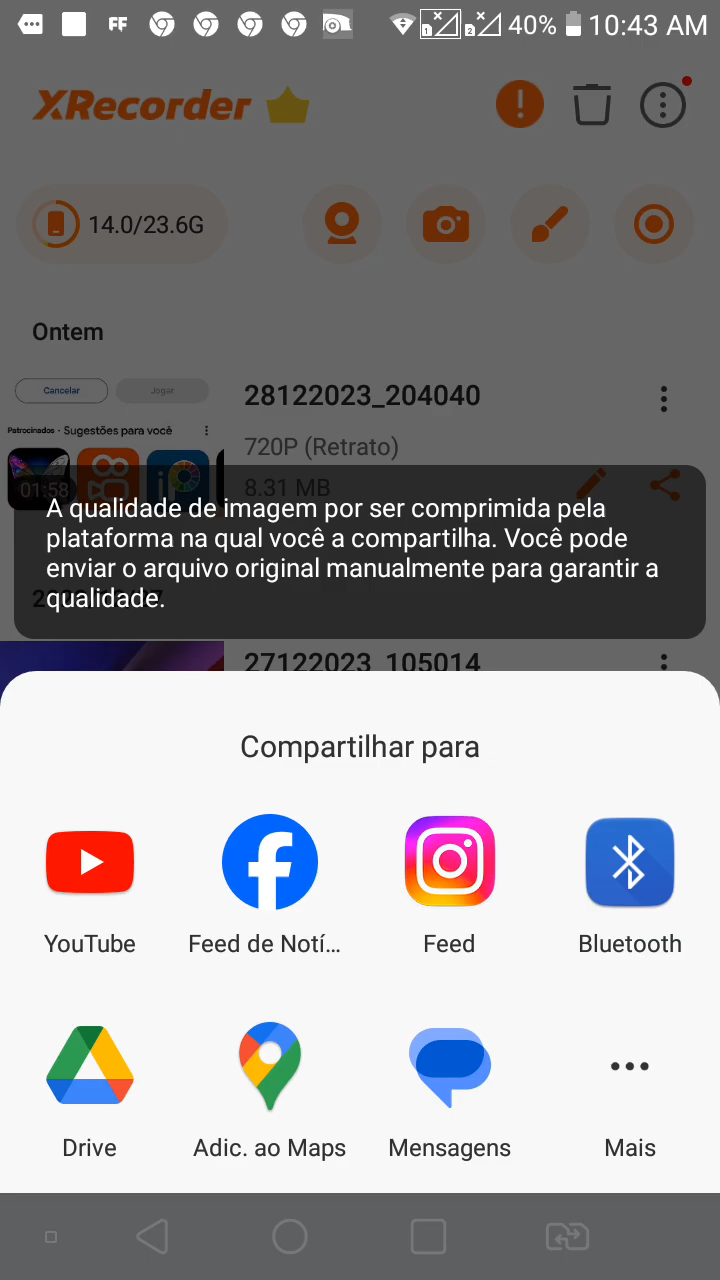 FF
1
2
40%
10:43 AM
XRecorder
14.0/23.6G
Ontem
Cancelar
Jogar
Patrocinados · Sugestões para você
28122023_204040
720P (Retrato)
01:58
8.31 MB
A qualidade de imagem por ser comprimida pela
plataforma na qual você a compartilha. Você pode
enviar o arquivo original manualmente para garantir a
qualidade.
27122023_105014
Compartilhar para
YouTube
Feed de Notí...
Feed
Bluetooth
Drive
Adic. ao Maps
Mensagens
Mais